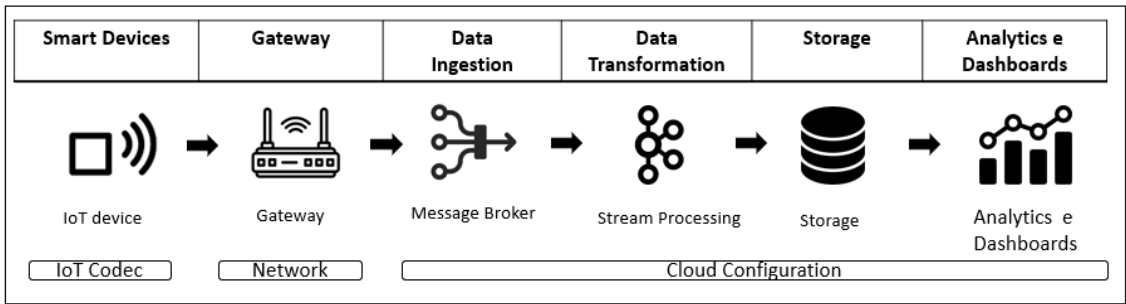 Smart Devices
Gateway
Data
Ingestion
Data
Transformation
Storage
Analytics e
Dashboards
IoT device
Gateway
Message Broker
Stream Processing
Storage
Analytics e
Dashboards
IoT Codec
Network
Cloud Configuration